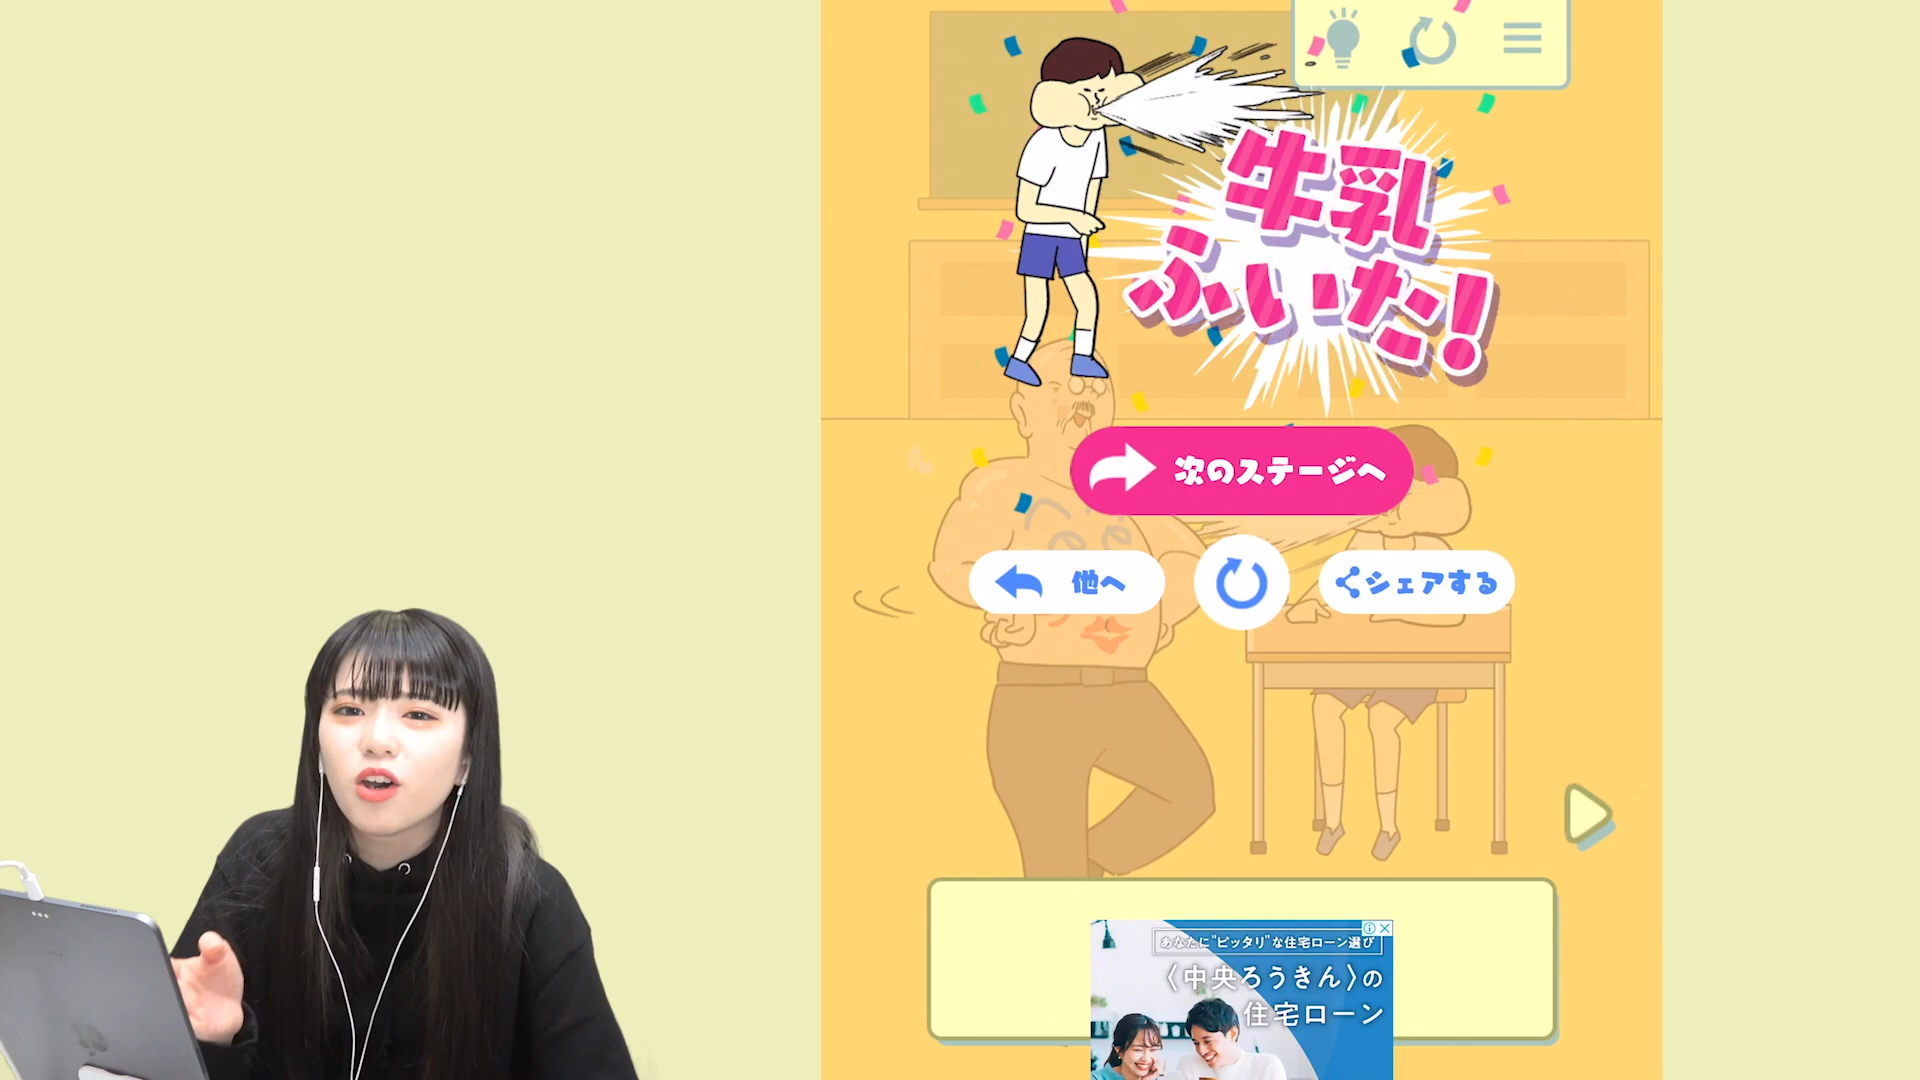 牛乳
ふいた!
次のステージへ
他へ
シェアする
あなたに"ピッタリ"な住宅ローン選び
〈中央ろうきん〉の
住宅ローン